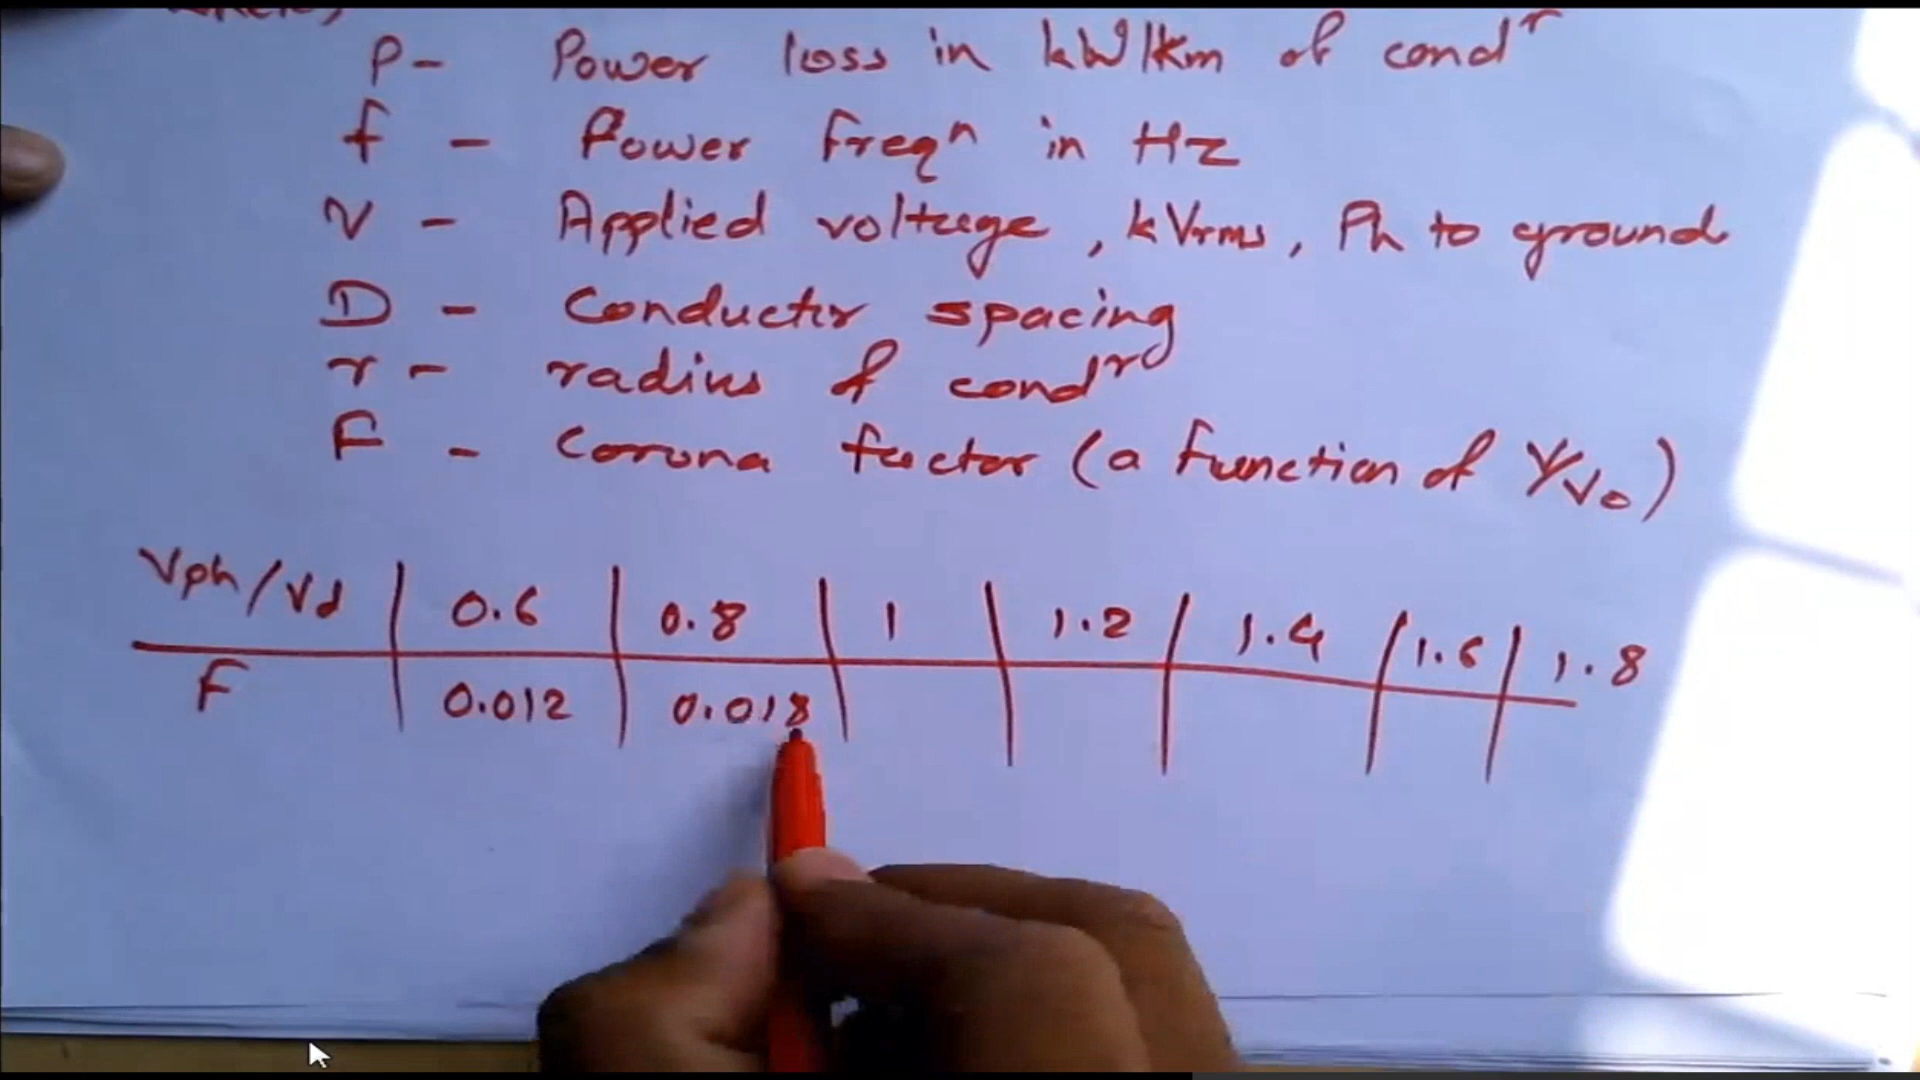 P - Power loss in kW/km of condʳ
f - Power freqⁿ in Hz
V - Applied voltage, kVrms, Ph to ground
D - Conductor spacing
r - radius of condʳ
F - Corona factor (a function of V/Vo)
Vph/Vd 0.6 0.8 1 1.2 1.4 1.6 1.8
F 0.012 0.018